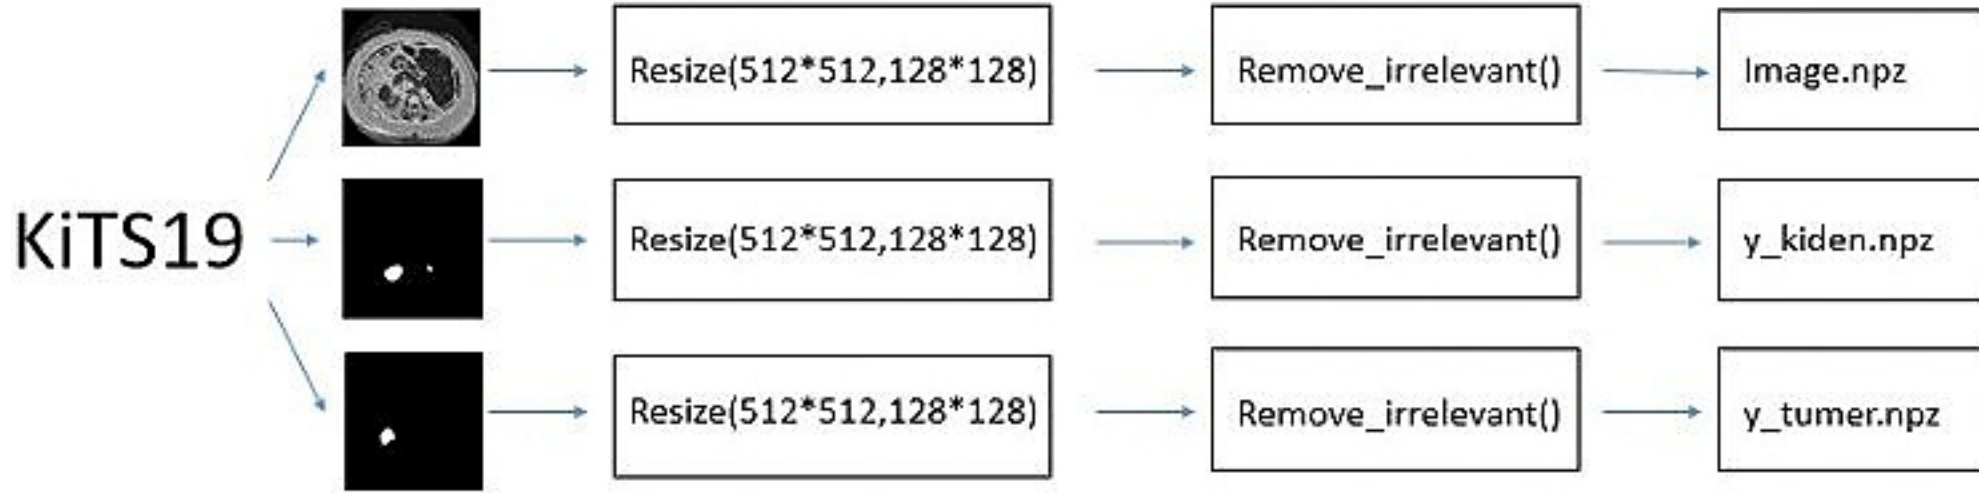 Resize(512*512,128*128)
Remove_irrelevant()
Image.npz
KiTS19
Resize(512*512,128*128)
Remove_irrelevant()
y_kiden.npz
Resize(512*512,128*128)
Remove_irrelevant()
y_tumer.npz